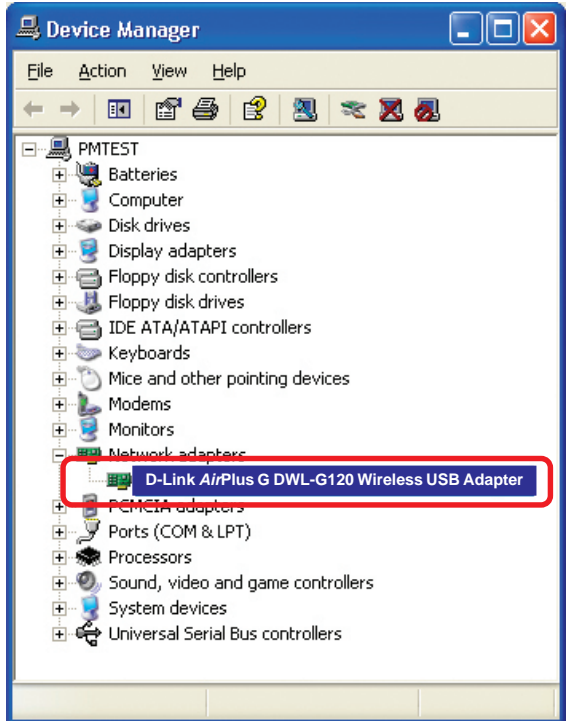 Device Manager
File Action View Help
PMTEST
Batteries
Computer
Disk drives
Display adapters
Floppy disk controllers
Floppy disk drives
IDE ATA/ATAPI controllers
Keyboards
Mice and other pointing devices
Modems
Monitors
Network adapters
D-Link AirPlus G DWL-G120 Wireless USB Adapter
PCMCIA adapters
Ports (COM & LPT)
Processors
Sound, video and game controllers
System devices
Universal Serial Bus controllers